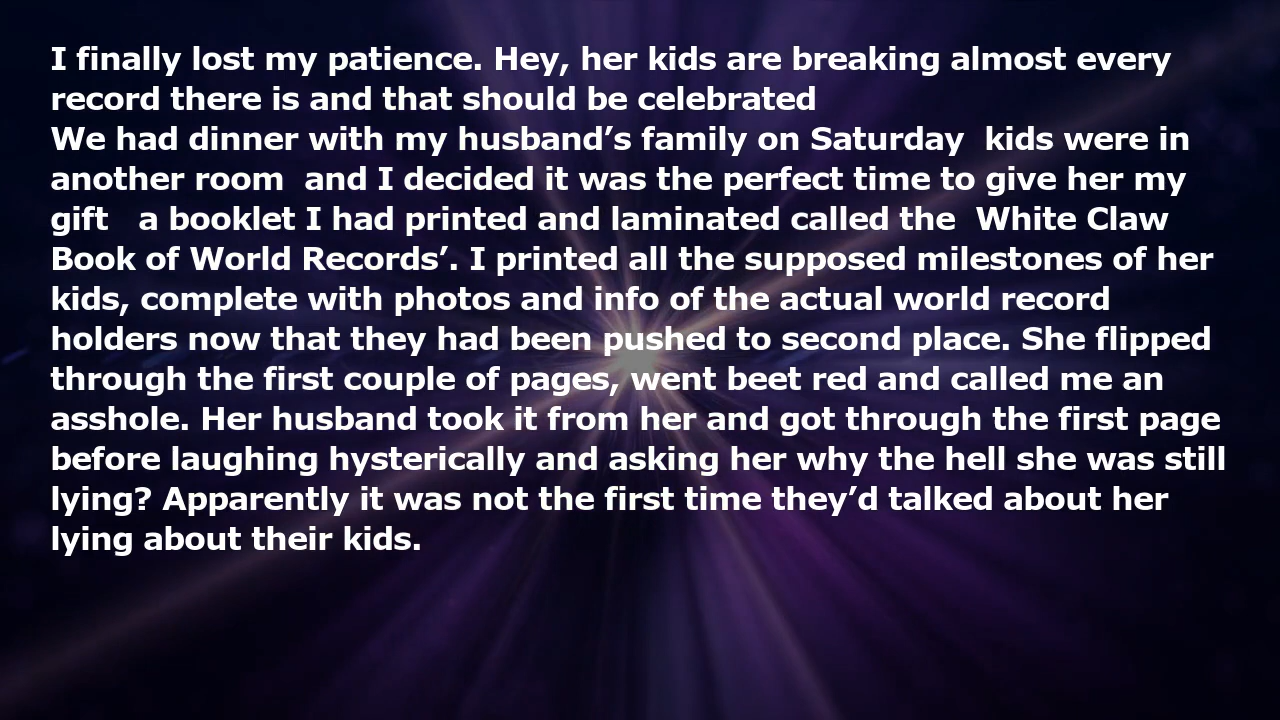 I finally lost my patience. Hey, her kids are breaking almost every
record there is and that should be celebrated
We had dinner with my husband’s family on Saturday  kids were in
another room  and I decided it was the perfect time to give her my
gift   a booklet I had printed and laminated called the  White Claw
Book of World Records’. I printed all the supposed milestones of her
kids, complete with photos and info of the actual world record
holders now that they had been pushed to second place. She flipped
through the first couple of pages, went beet red and called me an
asshole. Her husband took it from her and got through the first page
before laughing hysterically and asking her why the hell she was still
lying? Apparently it was not the first time they’d talked about her
lying about their kids.